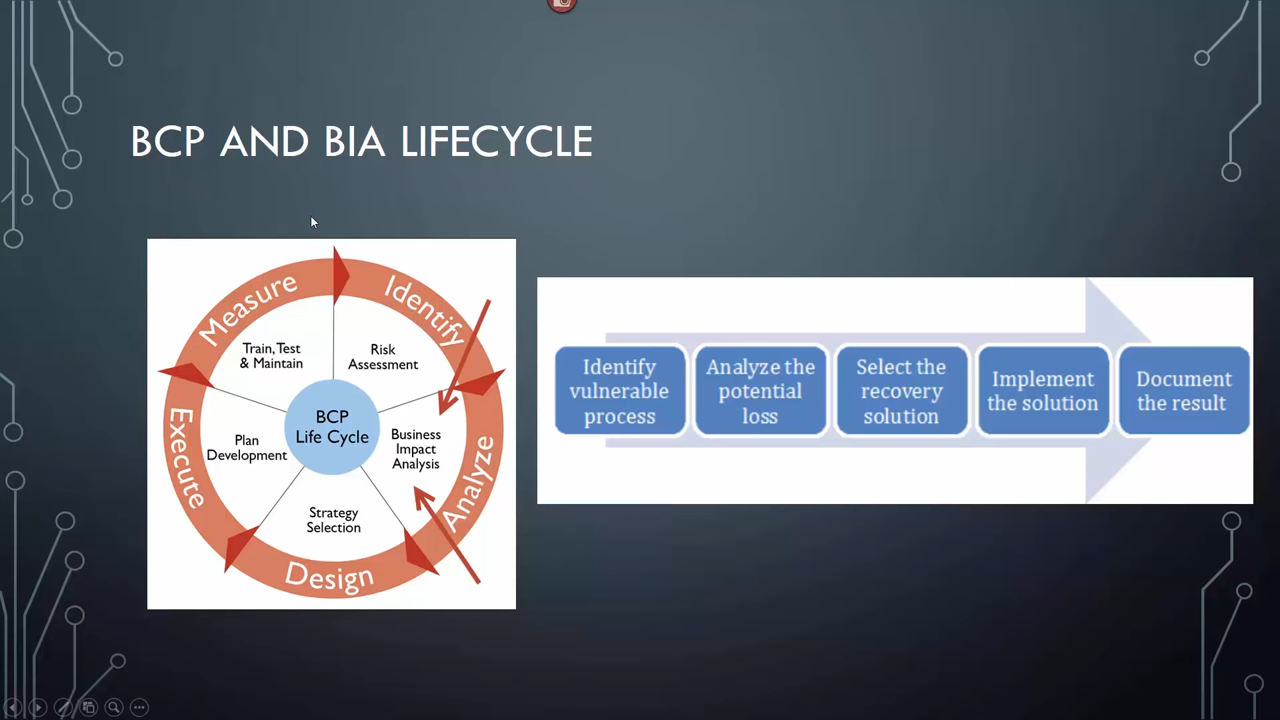 BCP AND BIA LIFECYCLE
Measure
Identify
Train, Test
& Maintain
Risk
Assessment
BCP
Life Cycle
Execute
Plan
Development
Business
Impact
Analysis
Analyze
Strategy
Selection
Design
Identify
vulnerable
process
Analyze the
potential
loss
Select the
recovery
solution
Implement
the solution
Document
the result